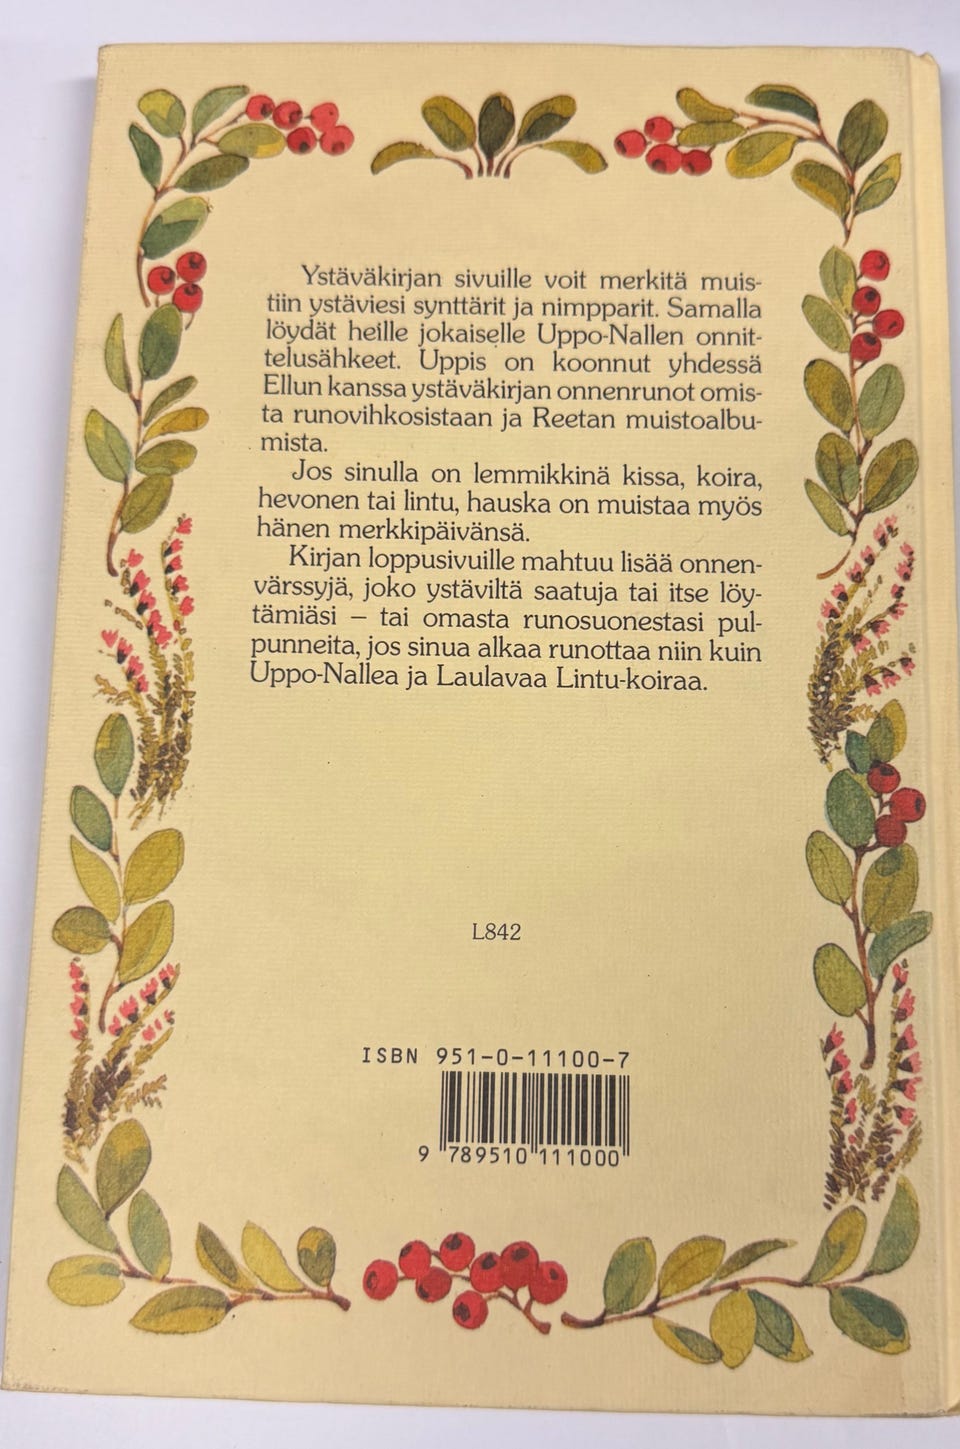 Ystäväkirjan sivuille voit merkitä muis-
tiin ystäviesi synttärit ja nimpparit. Samalla
löydät heille jokaiselle Uppo-Nallen onnit-
telusähkeet. Uppis on koonnut yhdessä
Ellun kanssa ystäväkirjan onnenrunot omis-
ta runovihkosistaan ja Reetan muistoalbu-
mista.
Jos sinulla on lemmikkinä kissa, koira,
hevonen tai lintu, hauska on muistaa myös
hänen merkkipäivänsä.
Kirjan loppusivuille mahtuu lisää onnen-
värssyjä, joko ystäviltä saatuja tai itse löy-
tämiäsi – tai omasta runosuonestasi pul-
punneita, jos sinua alkaa runottaa niin kuin
Uppo-Nallea ja Laulavaa Lintu-koiraa.
L842
ISBN 951-0-11100-7
9 789510 111000